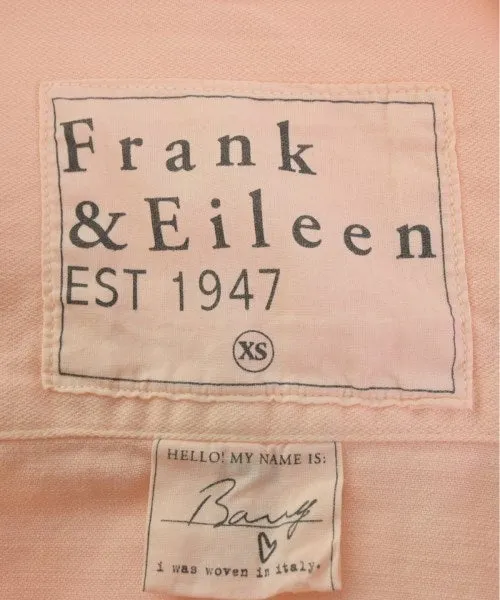 Frank
& Eileen
EST 1947
XS
HELLO! MY NAME IS:
Barry
i was woven in italy.